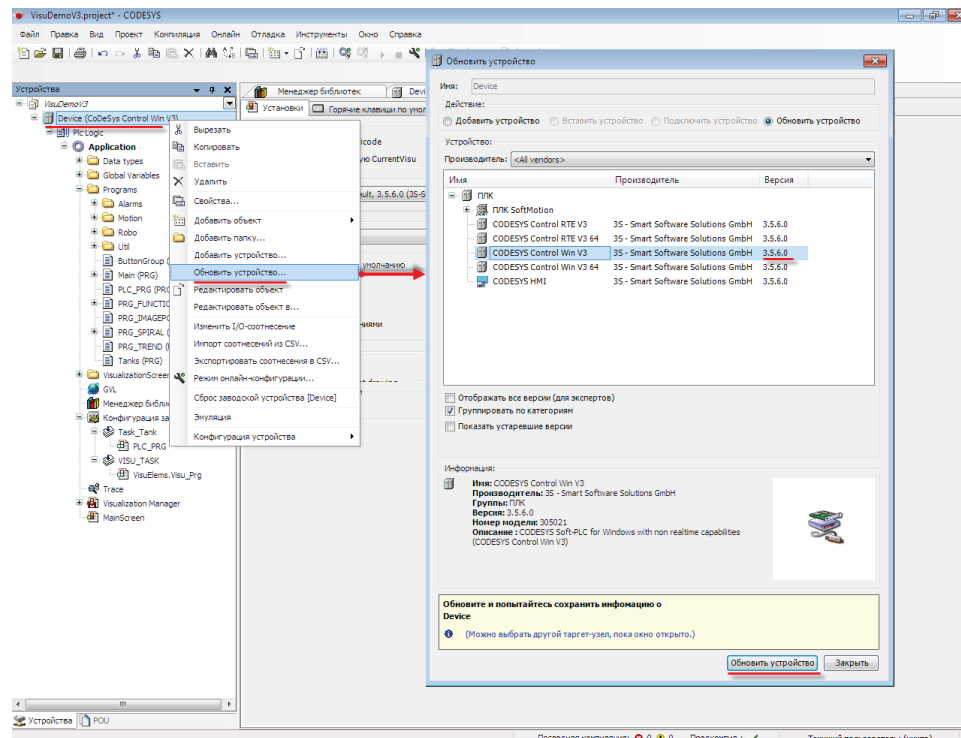 VisuDemoV3.project* - CODESYS
Файл Правка Вид Проект Компиляция Онлайн Отладка Инструменты Окно Справка
Устройства
VisuDemoV3
Device (CoDeSys Control Win V3)
Plc Logic
Application
Data types
Global Variables
Programs
Alarms
Motion
Robo
Util
ButtonGroup (
Main (PRG)
PLC_PRG (PRG
PRG_FUNCTIO
PRG_IMAGEPO
PRG_SPIRAL (
PRG_TREND (
Tanks (PRG)
VisualizationScreen
GVL
Менеджер библи
Конфигурация за
Task_Tank
PLC_PRG
VISU_TASK
VisuElems.Visu_Prg
Trace
Visualization Manager
MainScreen
Устройства POU
Менеджер библиотек Devi
Установки Горячие клавиши по умол
icode
ую CurrentVisu
ult, 3.5.6.0 (3S-S
умолчанию
ниями
Вырезать
Копировать
Вставить
Удалить
Свойства...
Добавить объект
Добавить папку...
Добавить устройство...
Обновить устройство...
Редактировать объект
Редактировать объект в...
Изменить I/O-соотнесение
Импорт соотнесений из CSV...
Экспортировать соотнесения в CSV...
Режим онлайн-конфигурации...
Сброс заводской устройства [Device]
Эмуляция
Конфигурация устройства
Обновить устройство
Имя: Device
Действие:
Добавить устройство Вставить устройство Подключить устройство Обновить устройство
Устройство:
Производитель: <All vendors>
Имя Производитель Версия
ПЛК
ПЛК SoftMotion
CODESYS Control RTE V3 3S - Smart Software Solutions GmbH 3.5.6.0
CODESYS Control RTE V3 64 3S - Smart Software Solutions GmbH 3.5.6.0
CODESYS Control Win V3 3S - Smart Software Solutions GmbH 3.5.6.0
CODESYS Control Win V3 64 3S - Smart Software Solutions GmbH 3.5.6.0
CODESYS HMI 3S - Smart Software Solutions GmbH 3.5.6.0
Отображать все версии (для экспертов)
Группировать по категориям
Показать устаревшие версии
Информация:
Имя: CODESYS Control Win V3
Производитель: 3S - Smart Software Solutions GmbH
Группы: ПЛК
Версия: 3.5.6.0
Номер модели: 305021
Описание : CODESYS Soft-PLC for Windows with non realtime capabilities
(CODESYS Control Win V3)
Обновите и попытайтесь сохранить инфомацию о
Device
(Можно выбрать другой таргет-узел, пока окно открыто.)
Обновить устройство Закрыть